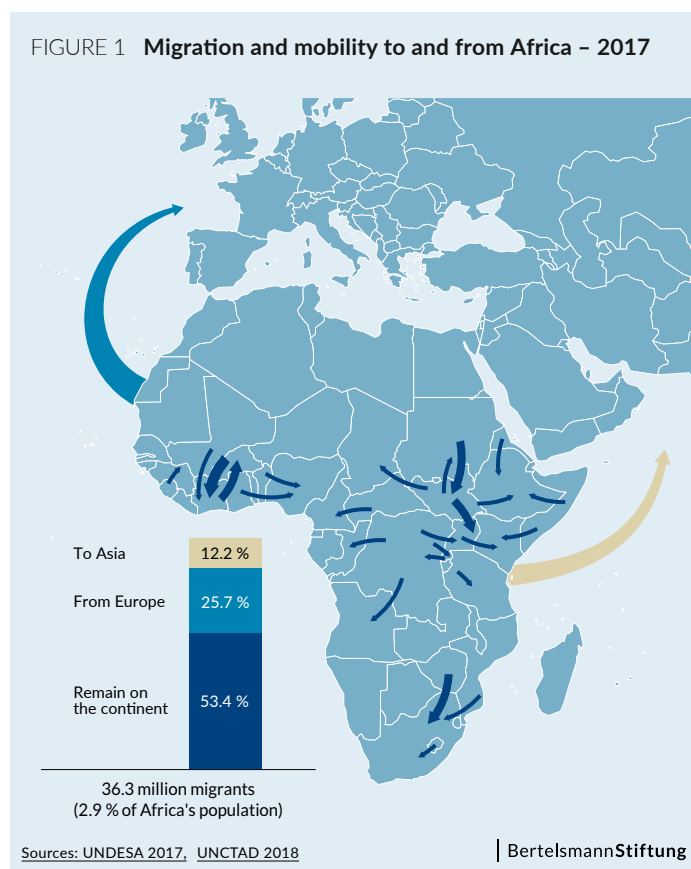 FIGURE 1 Migration and mobility to and from Africa – 2017
To Asia
12.2 %
From Europe
25.7 %
Remain on
the continent
53.4 %
36.3 million migrants
(2.9 % of Africa's population)
Sources: UNDESA 2017, UNCTAD 2018
BertelsmannStiftung